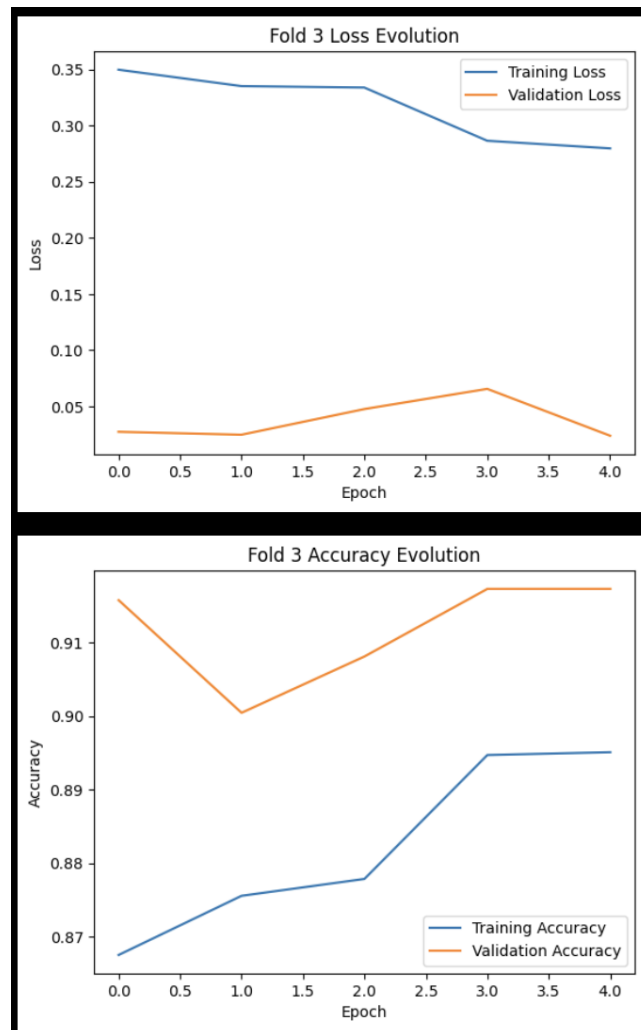 Fold 3 Loss Evolution
Training Loss
Validation Loss
0.35
0.30
0.25
0.20
0.15
0.10
0.05
Loss
0.0 0.5 1.0 1.5 2.0 2.5 3.0 3.5 4.0
Epoch
Fold 3 Accuracy Evolution
0.91
0.90
0.89
0.88
0.87
Accuracy
Training Accuracy
Validation Accuracy
0.0 0.5 1.0 1.5 2.0 2.5 3.0 3.5 4.0
Epoch